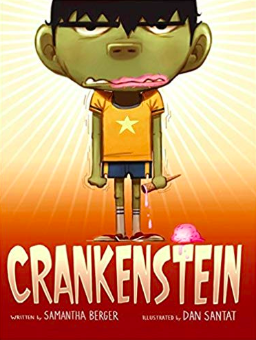 CRANKENSTEIN
WRITTEN BY SAMANTHA BERGER ILLUSTRATED BY DAN SANTAT